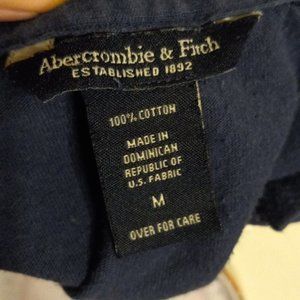 Abercrombie & Fitch
ESTABLISHED 1892
100% COTTON
MADE IN
DOMINICAN
REPUBLIC OF
U.S. FABRIC
M
OVER FOR CARE